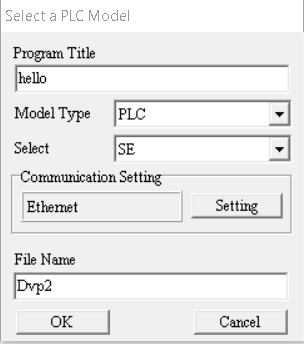 Select a PLC Model
Program Title
hello
Model Type PLC
Select SE
Communication Setting
Ethernet Setting
File Name
Dvp2
OK Cancel